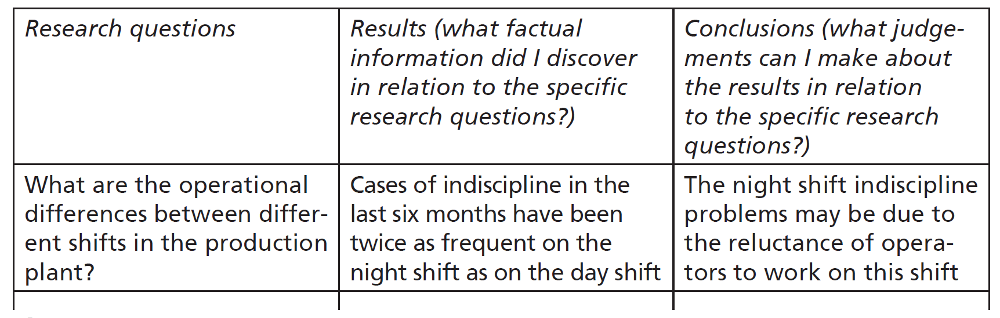 Research questions
Results (what factual
information did I discover
in relation to the specific
research questions?)
Conclusions (what judge-
ments can I make about
the results in relation
to the specific research
questions?)
What are the operational
differences between differ-
ent shifts in the production
plant?
Cases of indiscipline in the
last six months have been
twice as frequent on the
night shift as on the day shift
The night shift indiscipline
problems may be due to
the reluctance of opera-
tors to work on this shift